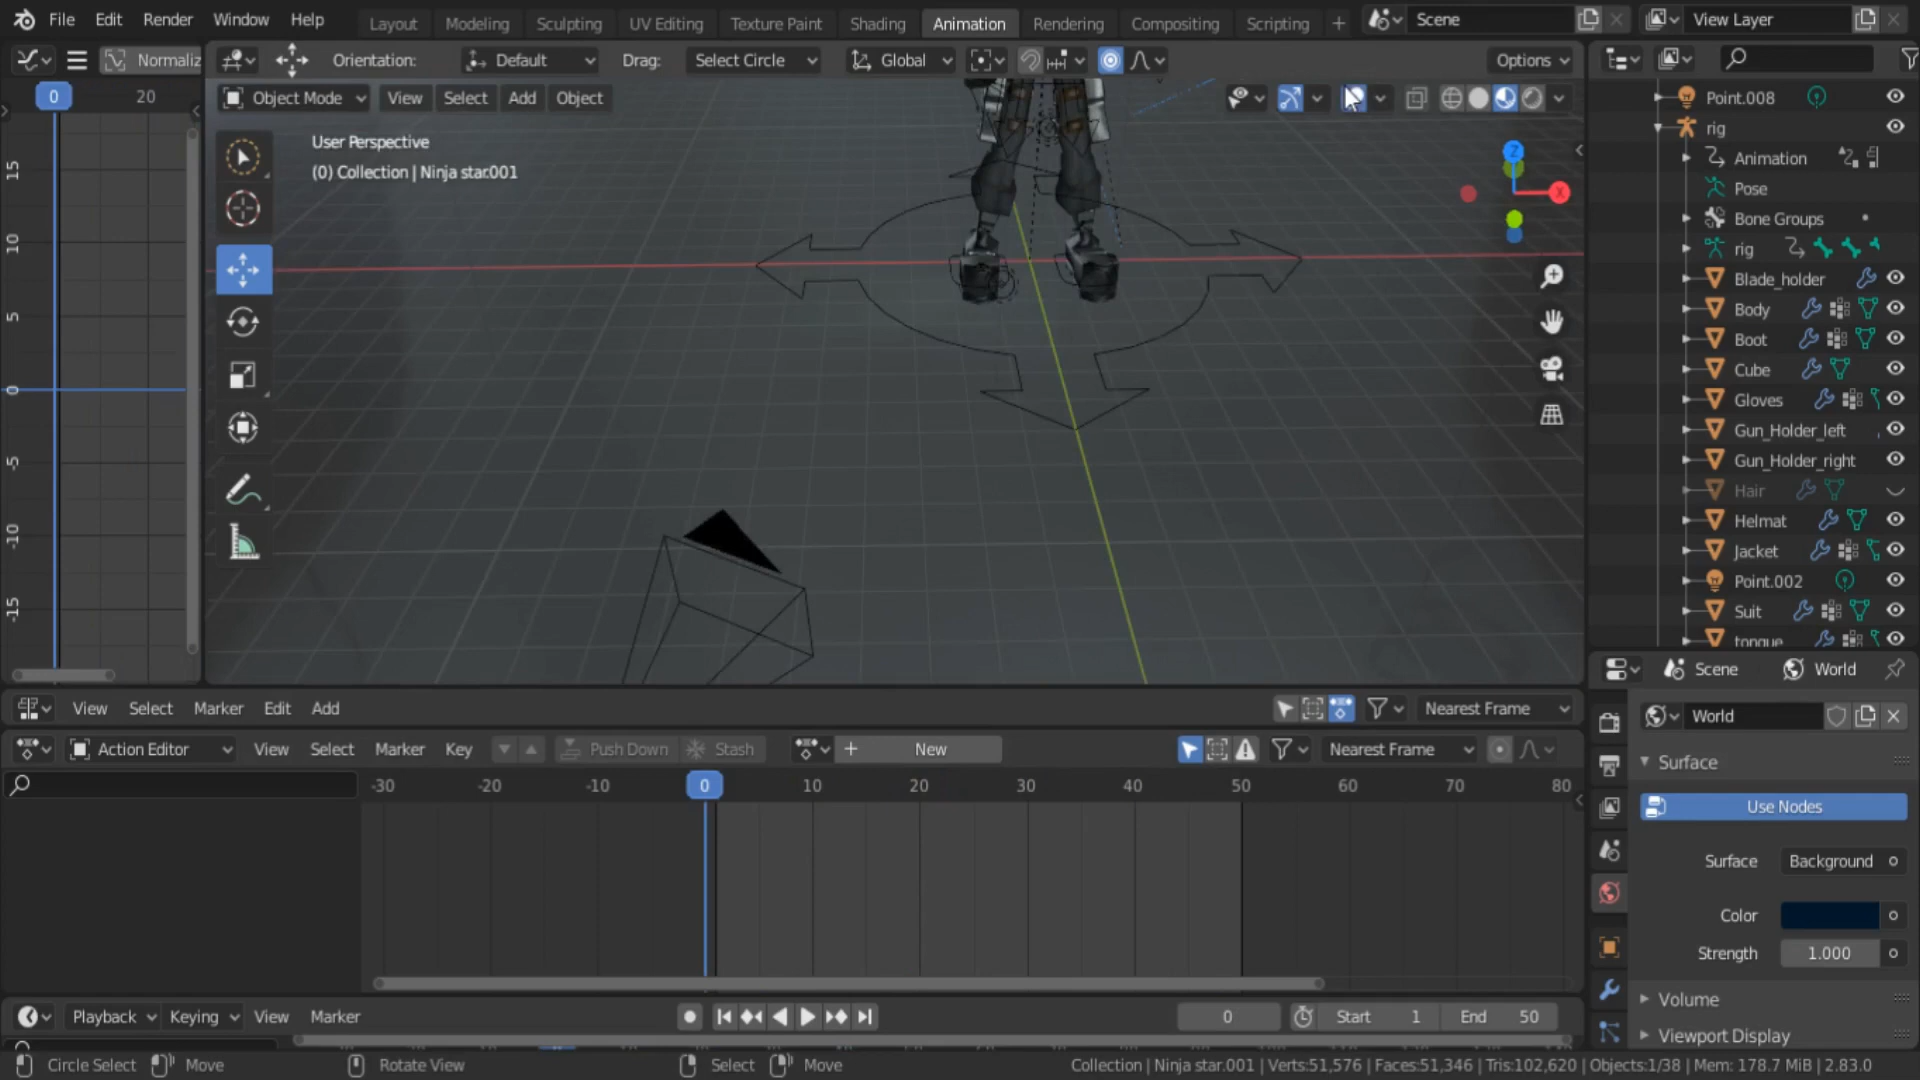 File Edit Render Window Help Layout Modeling Sculpting UV Editing Texture Paint Shading Animation Rendering Compositing Scripting + Scene View Layer
Normaliz Orientation: Default Drag: Select Circle Global Options
0 20 Object Mode View Select Add Object
User Perspective
(0) Collection | Ninja star.001
Z
X
15
10
5
0
-5
-10
-15
Point.008
rig
Animation
Pose
Bone Groups
rig
Blade_holder
Body
Boot
Cube
Gloves
Gun_Holder_left
Gun_Holder_right
Hair
Helmat
Jacket
Point.002
Suit
tongue
Scene World
World
Surface
Use Nodes
Surface Background
Color
Strength 1.000
Volume
Viewport Display
View Select Marker Edit Add Nearest Frame
Action Editor View Select Marker Key Push Down Stash + New Nearest Frame
-30 -20 -10 0 10 20 30 40 50 60 70 80
Playback Keying View Marker 0 Start 1 End 50
Circle Select Move Rotate View Select Move Collection | Ninja star.001 | Verts:51,576 | Faces:51,346 | Tris:102,620 | Objects:1/38 | Mem: 178.7 MiB | 2.83.0